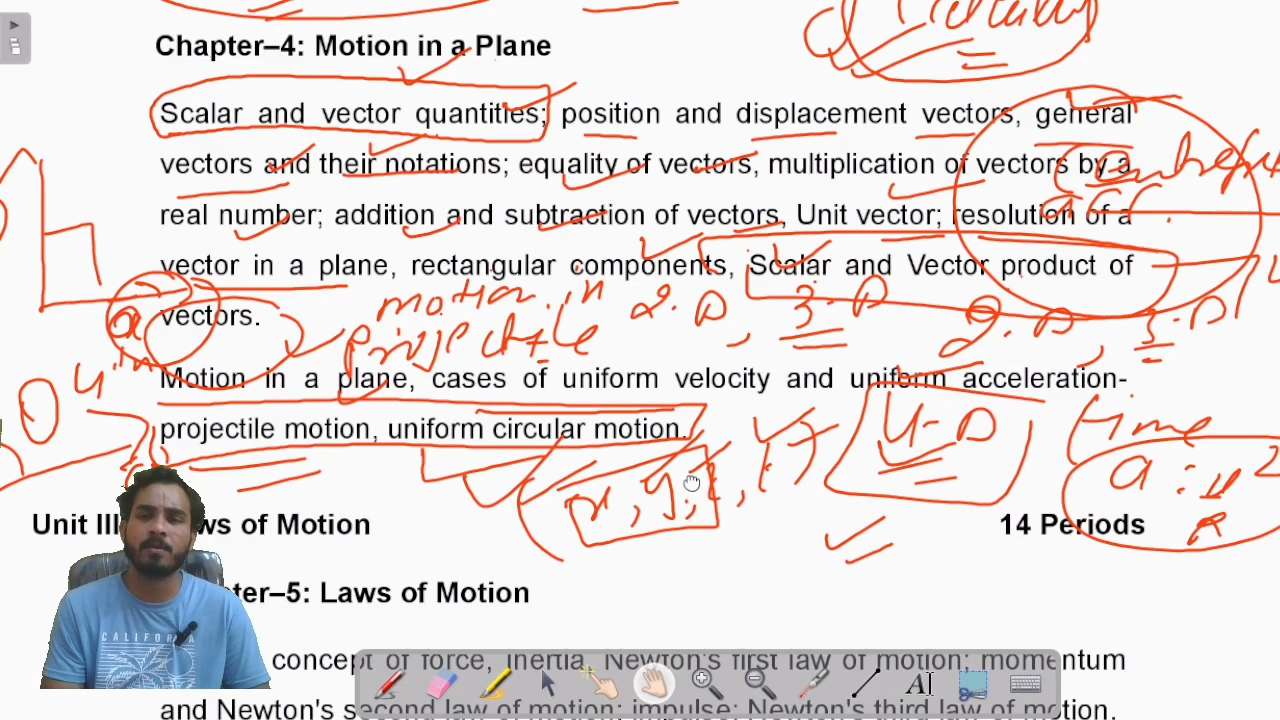 Chapter–4: Motion in a Plane
Scalar and vector quantities; position and displacement vectors, general
vectors and their notations; equality of vectors, multiplication of vectors by a
real number; addition and subtraction of vectors, Unit vector; resolution of a
vector in a plane, rectangular components, Scalar and Vector product of
vectors.
motion in 2-D, 3-D
2-D, 3-D
projectile
Motion in a plane, cases of uniform velocity and uniform acceleration-
projectile motion, uniform circular motion.
4-D
time
Unit III
ws of Motion
14 Periods
ter–5: Laws of Motion
CALIFORNIA
concept of force, Inertia, Newton's first law of motion; momentum
and Newton's second law of motion; impulse; Newton's third law of motion.